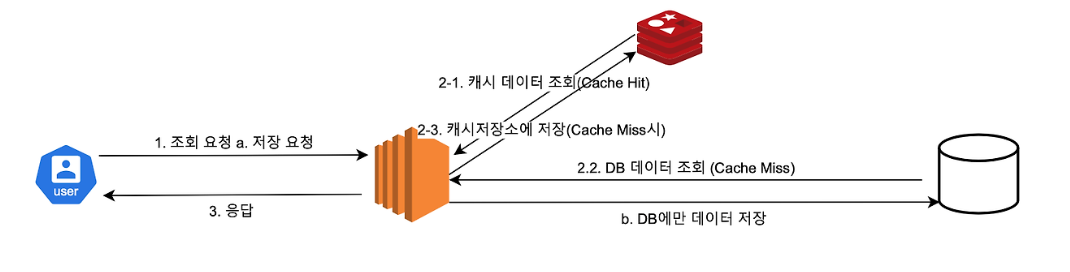 2-1. 캐시 데이터 조회(Cache Hit)
2-3. 캐시저장소에 저장(Cache Miss시)
1. 조회 요청 a. 저장 요청
2.2. DB 데이터 조회 (Cache Miss)
user
3. 응답
b. DB에만 데이터 저장